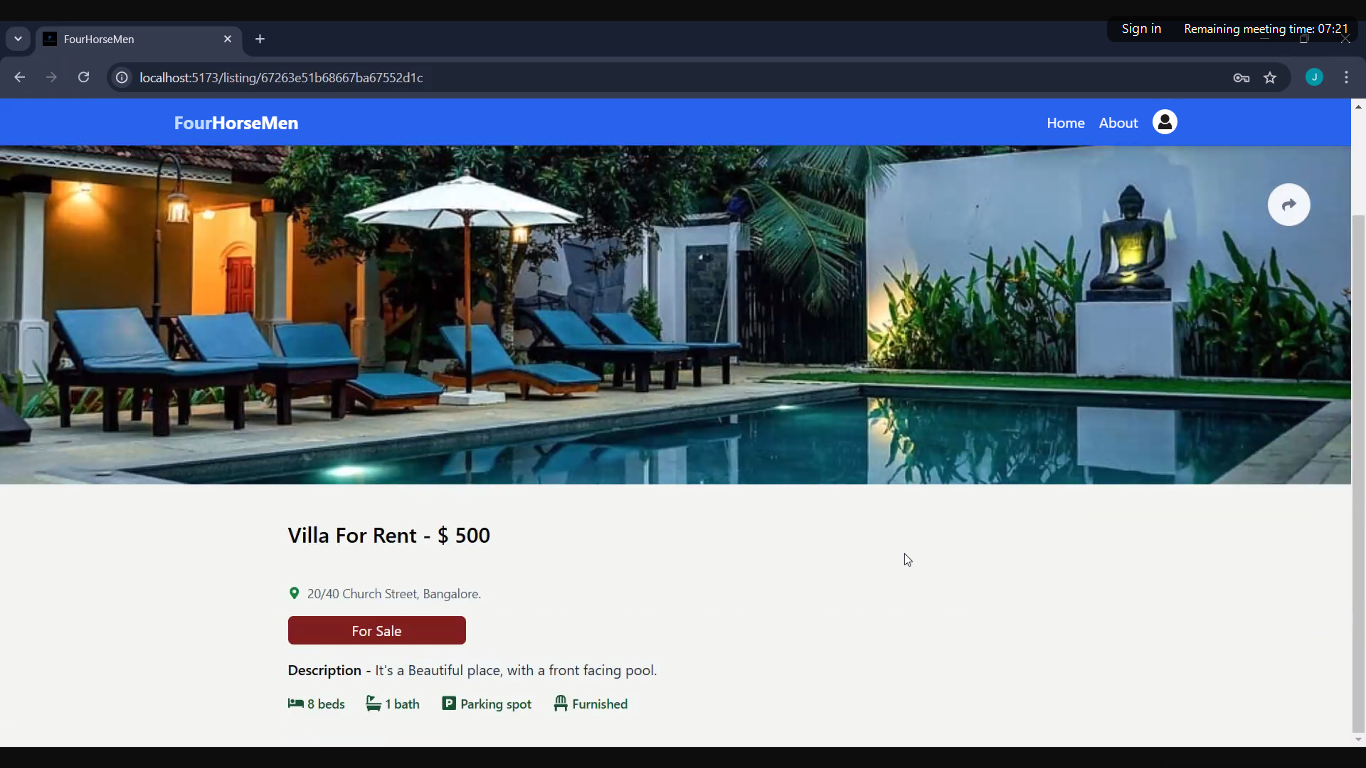 FourHorseMen
Sign in
Remaining meeting time: 07:21
localhost:5173/listing/67263e51b68667ba67552d1c
J
FourHorseMen
Home
About
Villa For Rent - $ 500
20/40 Church Street, Bangalore.
For Sale
Description - It's a Beautiful place, with a front facing pool.
8 beds
1 bath
P Parking spot
Furnished